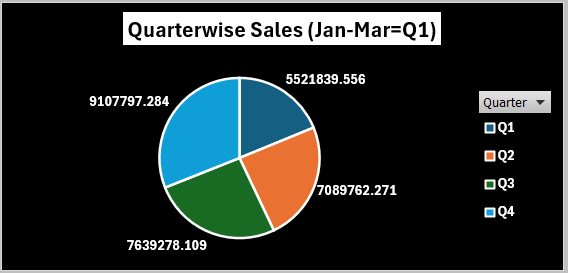 Quarterwise Sales (Jan-Mar=Q1)
5521839.556
9107797.284
7089762.271
7639278.109
Quarter
Q1
Q2
Q3
Q4